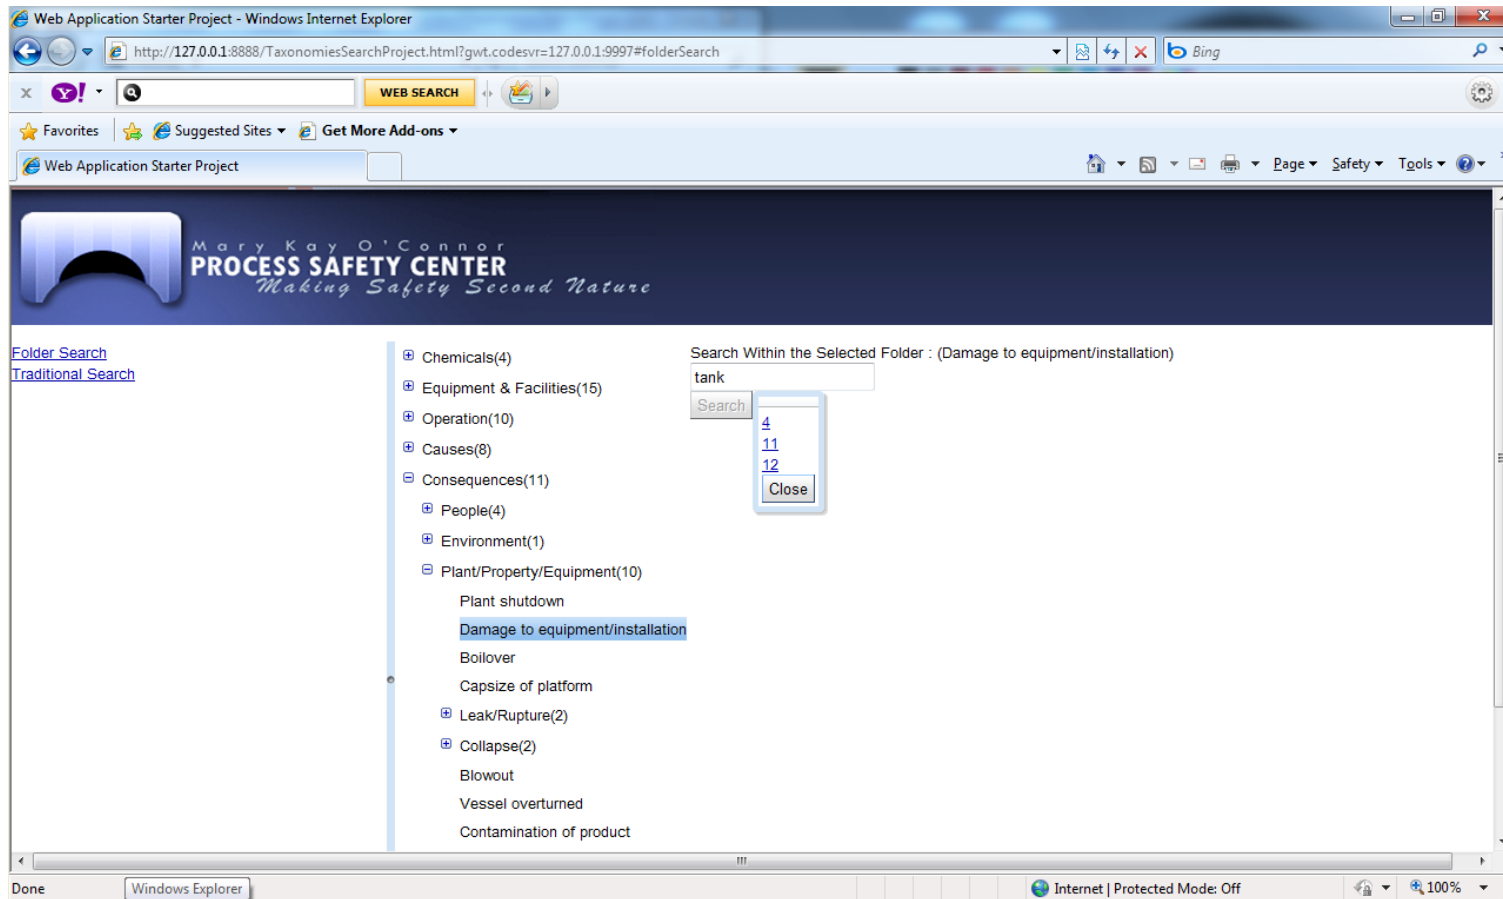 Web Application Starter Project - Windows Internet Explorer
http://127.0.0.1:8888/TaxonomiesSearchProject.html?gwt.codesvr=127.0.0.1:9997#folderSearch
Bing
x Y! WEB SEARCH
Favorites Suggested Sites Get More Add-ons
Web Application Starter Project Page Safety Tools
Mary Kay O'Connor
PROCESS SAFETY CENTER
Making Safety Second Nature
Folder Search
Traditional Search
Chemicals(4)
Equipment & Facilities(15)
Operation(10)
Causes(8)
Consequences(11)
People(4)
Environment(1)
Plant/Property/Equipment(10)
Plant shutdown
Damage to equipment/installation
Boilover
Capsize of platform
Leak/Rupture(2)
Collapse(2)
Blowout
Vessel overturned
Contamination of product
Search Within the Selected Folder : (Damage to equipment/installation)
tank
Search
4
11
12
Close
Done Windows Explorer Internet | Protected Mode: Off 100%